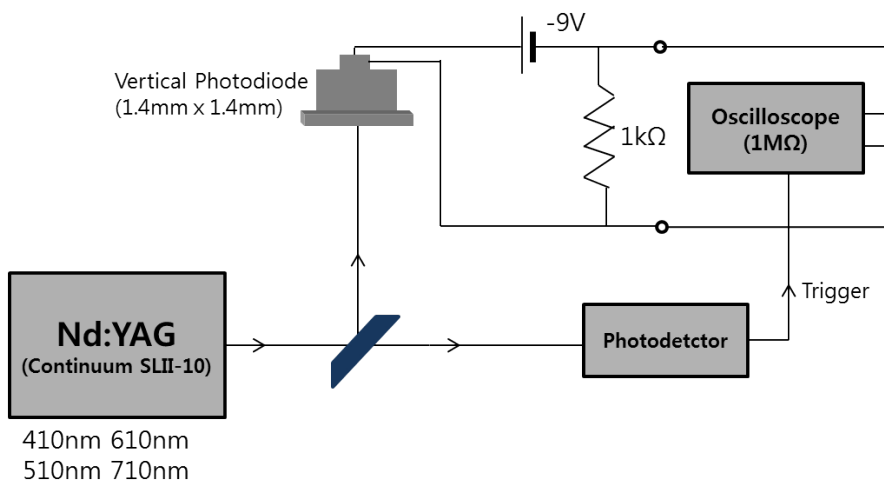 -9V
Vertical Photodiode
(1.4mm x 1.4mm)
1kΩ
Oscilloscope
(1MΩ)
Trigger
Nd:YAG
(Continuum SLII-10)
Photodetctor
410nm 610nm
510nm 710nm